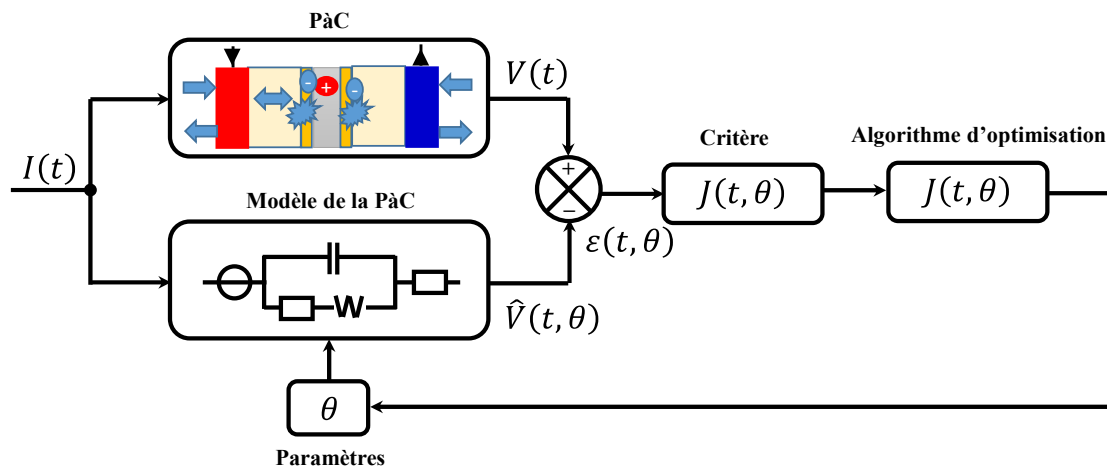 PàC
- + -
V(t)
I(t)
+
−
Critère
J(t, θ)
Algorithme d'optimisation
J(t, θ)
Modèle de la PàC
W
ε(t, θ)
V̂(t, θ)
θ
Paramètres